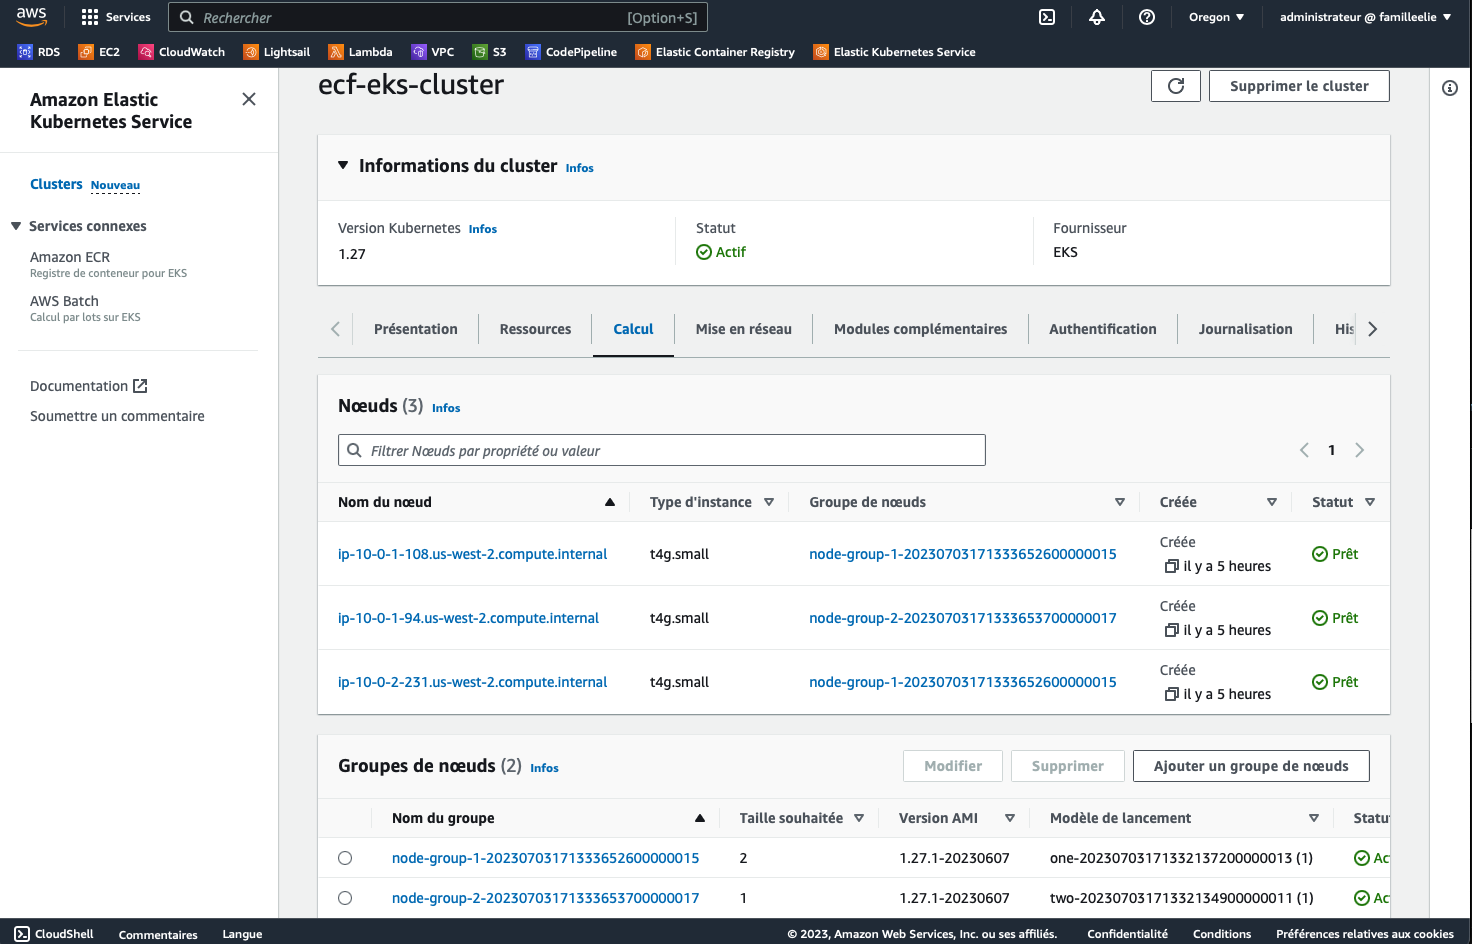 aws
Services
Rechercher [Option+S]
Oregon ▼
administrateur @ familleelie ▼
RDS EC2 CloudWatch Lightsail Lambda VPC S3 CodePipeline Elastic Container Registry Elastic Kubernetes Service
Amazon Elastic
Kubernetes Service
Clusters Nouveau
Services connexes
Amazon ECR
Registre de conteneur pour EKS
AWS Batch
Calcul par lots sur EKS
Documentation
Soumettre un commentaire
ecf-eks-cluster
Supprimer le cluster
Informations du cluster Infos
Version Kubernetes Infos
1.27
Statut
Actif
Fournisseur
EKS
Présentation Ressources Calcul Mise en réseau Modules complémentaires Authentification Journalisation His
Nœuds (3) Infos
Filtrer Nœuds par propriété ou valeur
1
Nom du nœud Type d'instance Groupe de nœuds Créée Statut
ip-10-0-1-108.us-west-2.compute.internal t4g.small node-group-1-20230703171333652600000015 Créée il y a 5 heures Prêt
ip-10-0-1-94.us-west-2.compute.internal t4g.small node-group-2-20230703171333653700000017 Créée il y a 5 heures Prêt
ip-10-0-2-231.us-west-2.compute.internal t4g.small node-group-1-20230703171333652600000015 Créée il y a 5 heures Prêt
Groupes de nœuds (2) Infos
Modifier Supprimer Ajouter un groupe de nœuds
Nom du groupe Taille souhaitée Version AMI Modèle de lancement Statut
node-group-1-20230703171333652600000015 2 1.27.1-20230607 one-20230703171332137200000013 (1) Ac
node-group-2-20230703171333653700000017 1 1.27.1-20230607 two-20230703171332134900000011 (1) Ac
CloudShell Commentaires Langue
© 2023, Amazon Web Services, Inc. ou ses affiliés. Confidentialité Conditions Préférences relatives aux cookies